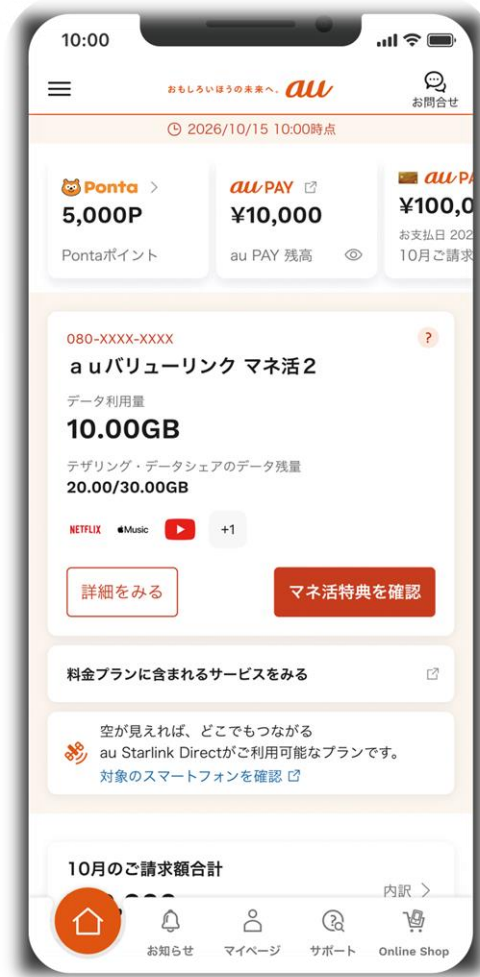 10:00
おもしろいほうの未来へ。 au
お問合せ
2026/10/15 10:00時点
Ponta
5,000P
Pontaポイント
au PAY
¥10,000
au PAY 残高
au PA
¥100,0
お支払日 202
10月ご請求
080-XXXX-XXXX
?
auバリューリンク マネ活2
データ利用量
10.00GB
テザリング・データシェアのデータ残量
20.00/30.00GB
NETFLIX
Music
+1
詳細をみる
マネ活特典を確認
料金プランに含まれるサービスをみる
空が見えれば、どこでもつながる
au Starlink Directがご利用可能なプランです。
対象のスマートフォンを確認
10月のご請求額合計
内訳
お知らせ
マイページ
サポート
Online Shop